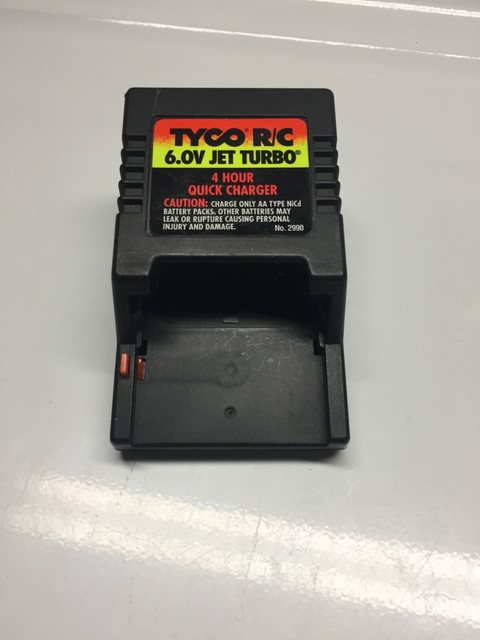 TYCO R/C
6.0V JET TURBO®
4 HOUR
QUICK CHARGER
CAUTION: CHARGE ONLY AA TYPE NiCd
BATTERY PACKS. OTHER BATTERIES MAY
LEAK OR RUPTURE CAUSING PERSONAL
INJURY AND DAMAGE. No. 2990